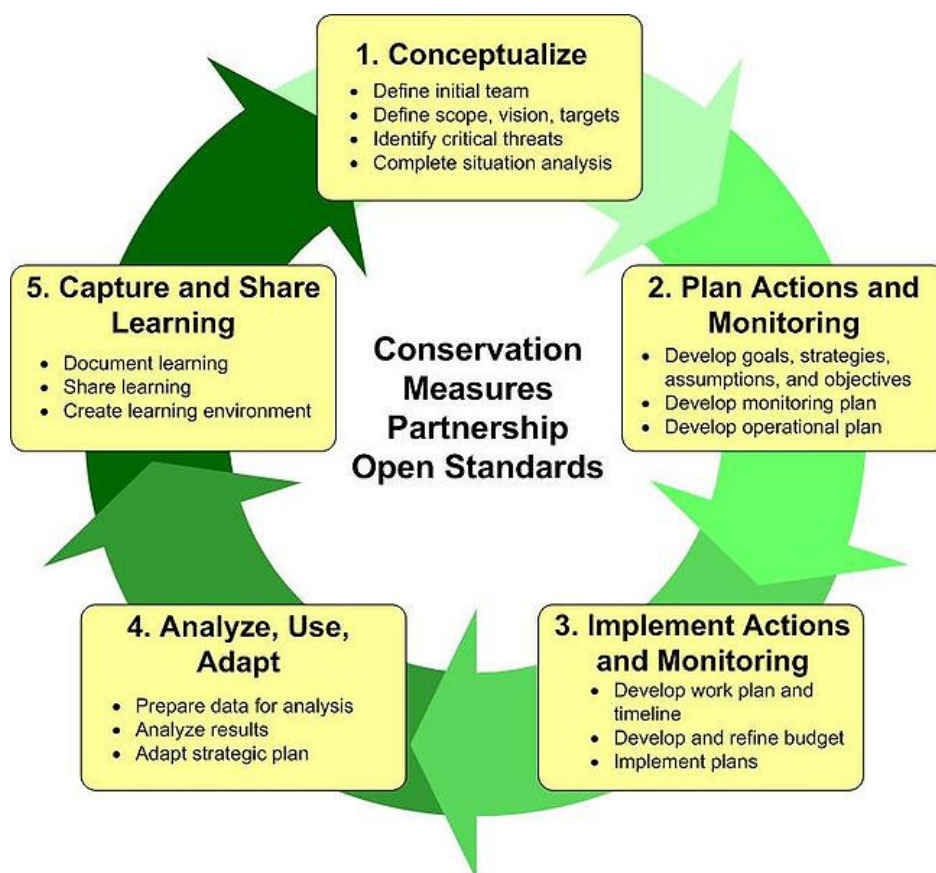 1. Conceptualize
• Define initial team
• Define scope, vision, targets
• Identify critical threats
• Complete situation analysis
2. Plan Actions and
Monitoring
• Develop goals, strategies,
assumptions, and objectives
• Develop monitoring plan
• Develop operational plan
3. Implement Actions
and Monitoring
• Develop work plan and
timeline
• Develop and refine budget
• Implement plans
4. Analyze, Use,
Adapt
• Prepare data for analysis
• Analyze results
• Adapt strategic plan
5. Capture and Share
Learning
• Document learning
• Share learning
• Create learning environment
Conservation
Measures
Partnership
Open Standards